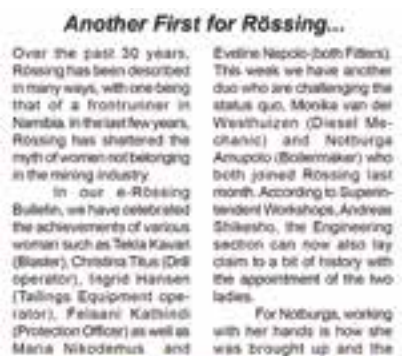 Another First for Rössing...
Over the past 30 years,
Rössing has been described
in many ways, with one being
that of a frontrunner in
Namibia. In the last few years,
Rössing has shattered the
myth of women not belonging
in the mining industry.
In our e-Rössing
Bulletin, we have celebrated
the achievements of various
woman such as Tekla Kavari
(Blaster), Christina Titus (Drill
operator), Ingrid Hansen
(Tailings Equipment ope-
rator), Kathindi
(Protection Officer) as well as
Maria Nikodemus and
Eveline Nepolo (both Fitters).
This week we have another
duo who are challenging the
status quo, Monika van der
Westhuizen (Diesel Me-
chanic) and Notburga
Amupolo (Boilermaker) who
both joined Rössing last
month. According to Superin-
tendent Workshops, Andreas
Shikesho, the Engineering
section can now also lay
claim to a bit of history with
the appointment of the two
ladies.
For Notburga, working
with her hands is how she
was brought up and the